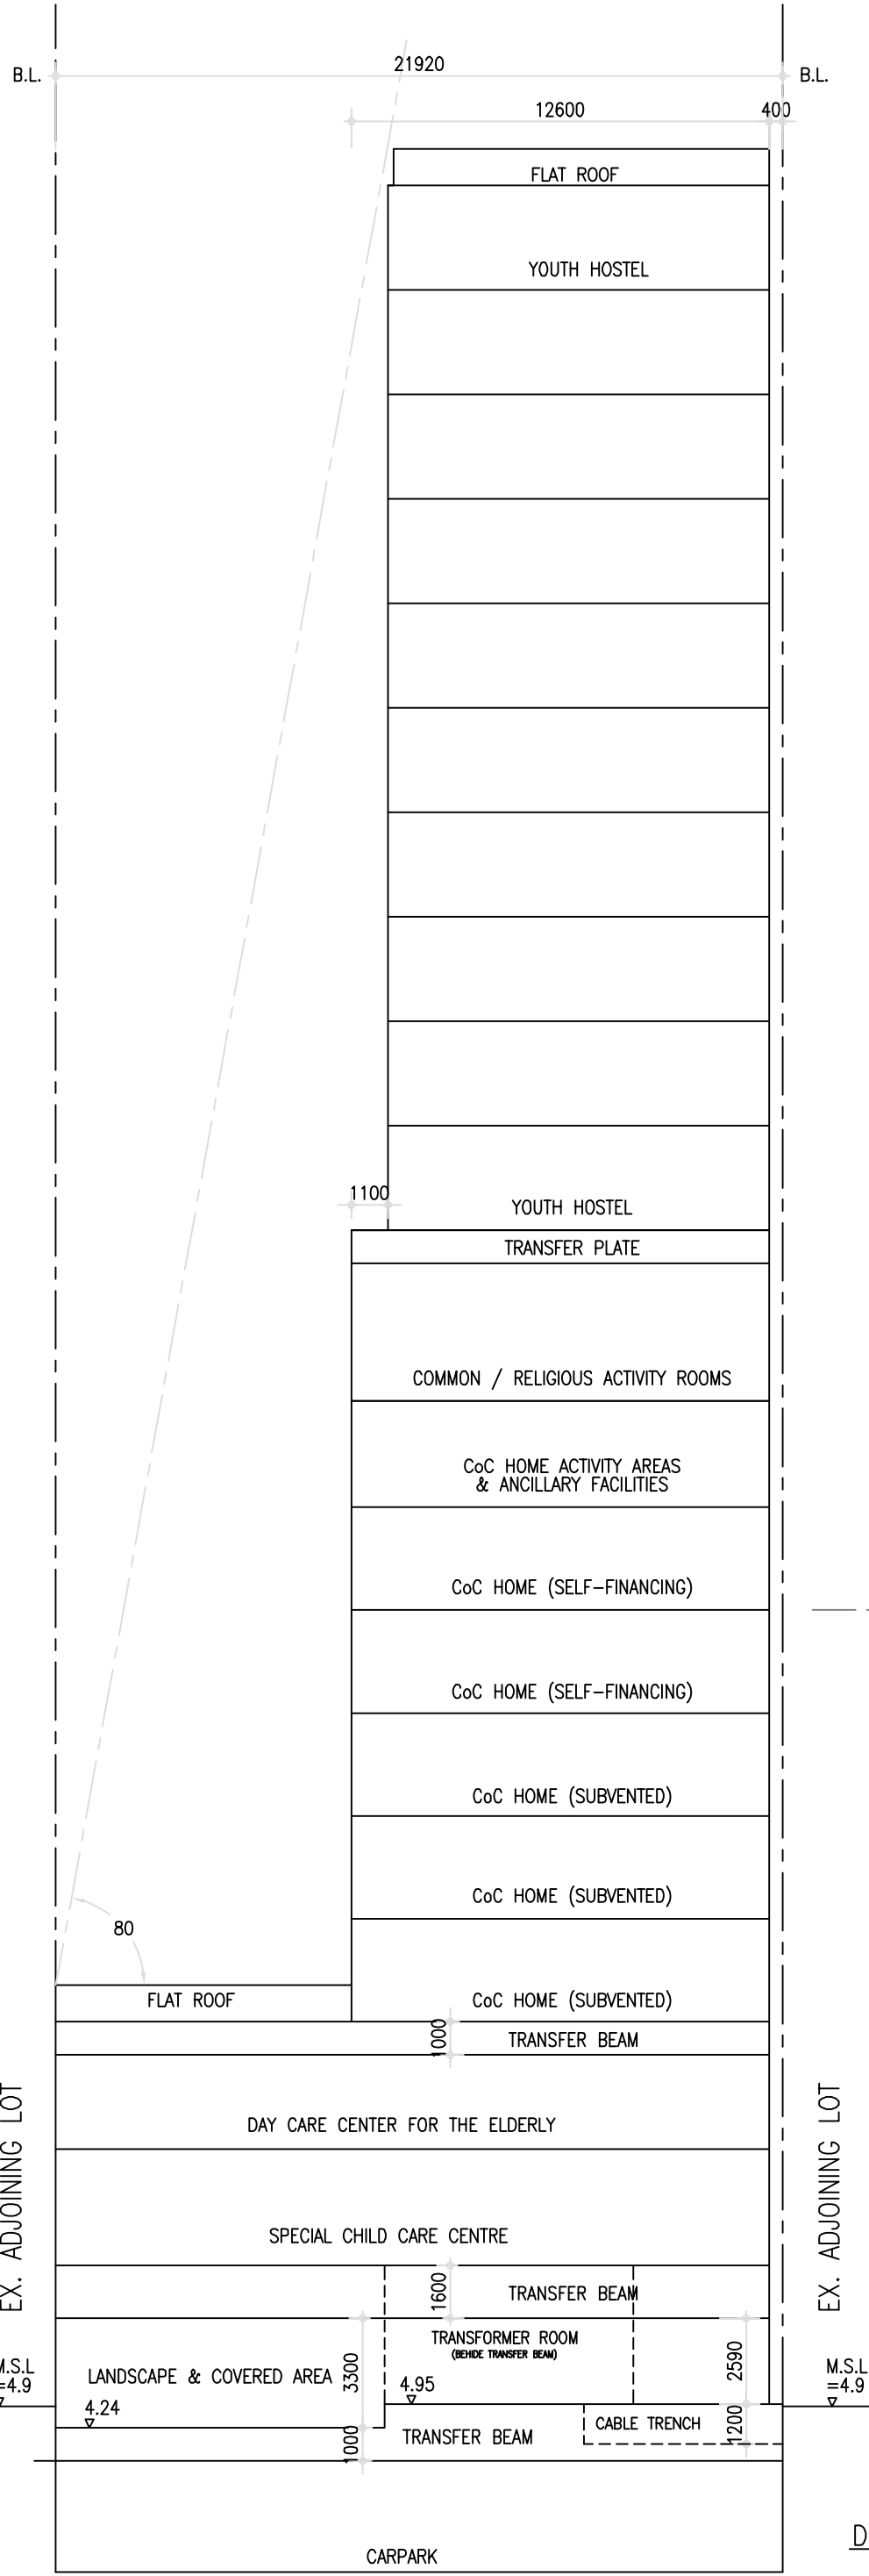 21920
B.L.
B.L.
12600
400
FLAT ROOF
YOUTH HOSTEL
1100
YOUTH HOSTEL
TRANSFER PLATE
COMMON / RELIGIOUS ACTIVITY ROOMS
CoC HOME ACTIVITY AREAS
& ANCILLARY FACILITIES
CoC HOME (SELF-FINANCING)
CoC HOME (SELF-FINANCING)
CoC HOME (SUBVENTED)
CoC HOME (SUBVENTED)
80
FLAT ROOF
CoC HOME (SUBVENTED)
1000
TRANSFER BEAM
DAY CARE CENTER FOR THE ELDERLY
EX. ADJOINING LOT
EX. ADJOINING LOT
SPECIAL CHILD CARE CENTRE
1600
TRANSFER BEAM
TRANSFORMER ROOM
(BEHIDE TRANSFER BEAM)
3300
2590
LANDSCAPE & COVERED AREA
M.S.L
=4.9
M.S.L
=4.9
4.24
4.95
CABLE TRENCH
1200
1000
TRANSFER BEAM
D
CARPARK